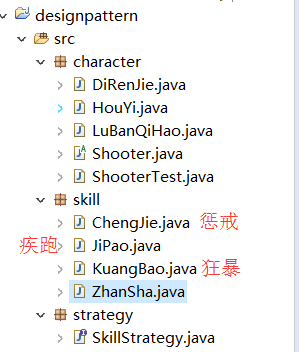 designpattern
src
character
DiRenJie.java
HouYi.java
LuBanQiHao.java
Shooter.java
ShooterTest.java
skill
ChengJie.java 惩戒
疾跑 JiPao.java
KuangBao.java 狂暴
ZhanSha.java
strategy
SkillStrategy.java